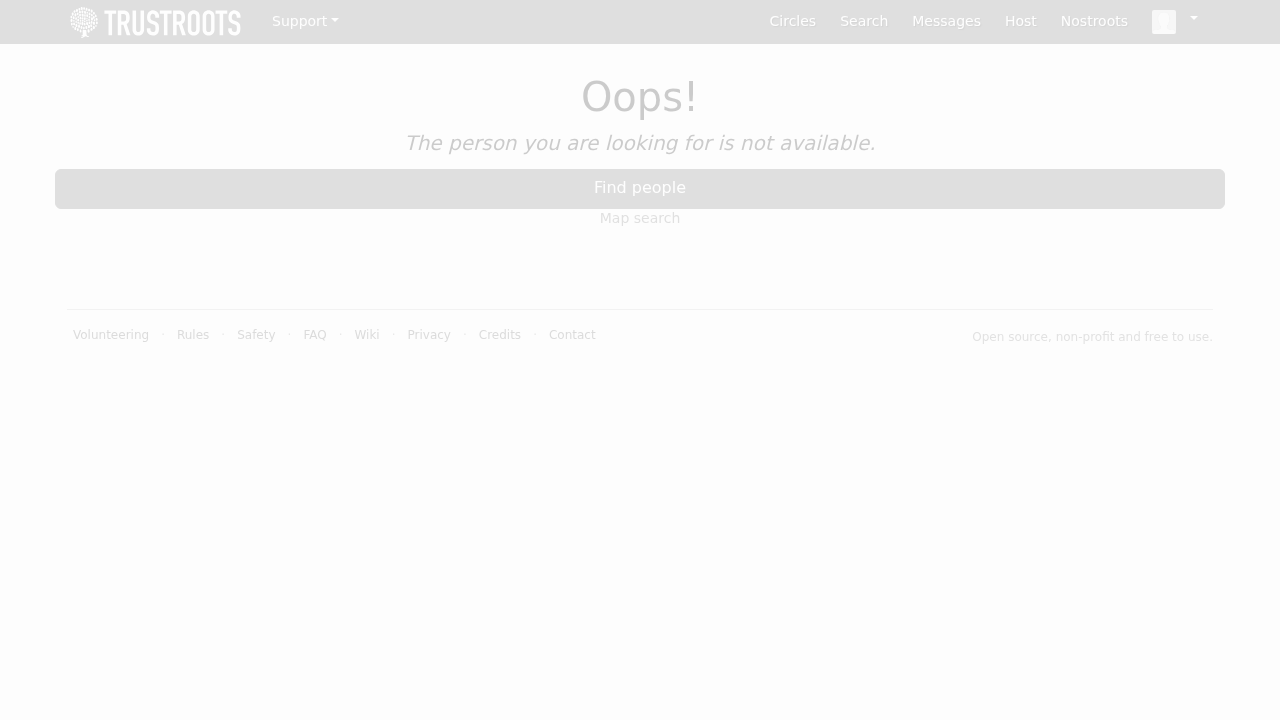 TRUSTROOTS Support Circles Search Messages Host Nostroots
Oops!
The person you are looking for is not available.
Find people
Map search
Volunteering · Rules · Safety · FAQ · Wiki · Privacy · Credits · Contact
Open source, non-profit and free to use.